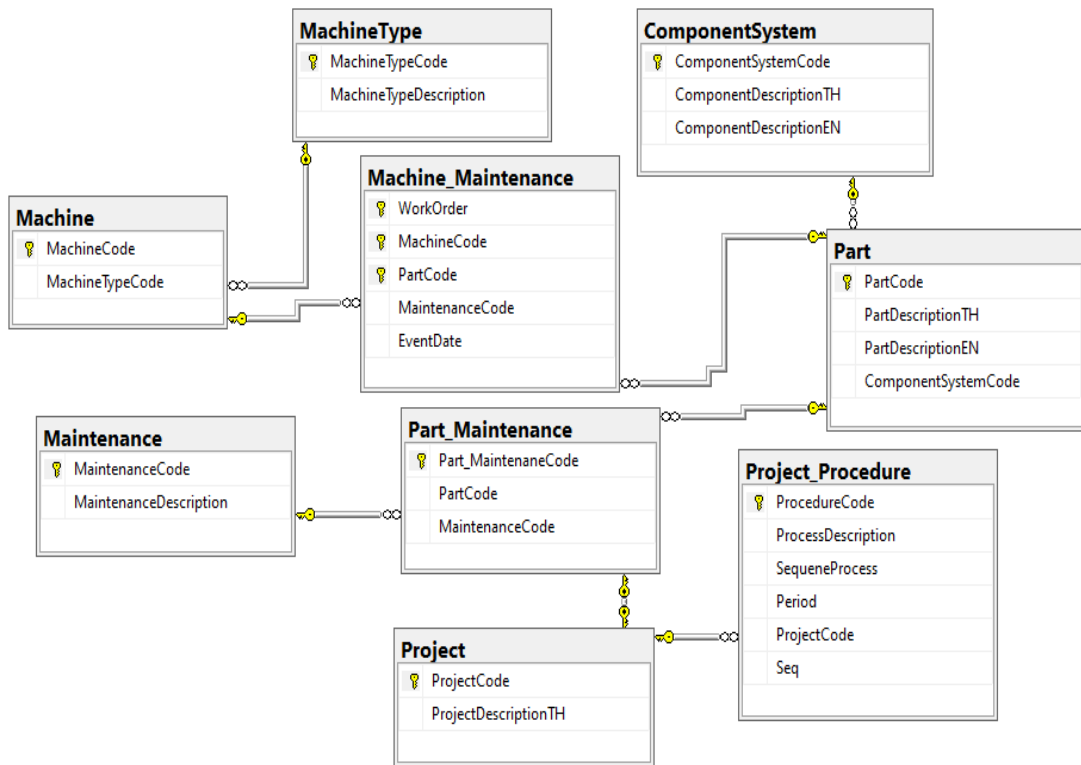 MachineType
MachineTypeCode
MachineTypeDescription
ComponentSystem
ComponentSystemCode
ComponentDescriptionTH
ComponentDescriptionEN
Machine_Maintenance
WorkOrder
MachineCode
PartCode
MaintenanceCode
EventDate
Machine
MachineCode
MachineTypeCode
Part
PartCode
PartDescriptionTH
PartDescriptionEN
ComponentSystemCode
Maintenance
MaintenanceCode
MaintenanceDescription
Part_Maintenance
Part_MaintenaneCode
PartCode
MaintenanceCode
Project_Procedure
ProcedureCode
ProcessDescription
SequeneProcess
Period
ProjectCode
Seq
Project
ProjectCode
ProjectDescriptionTH